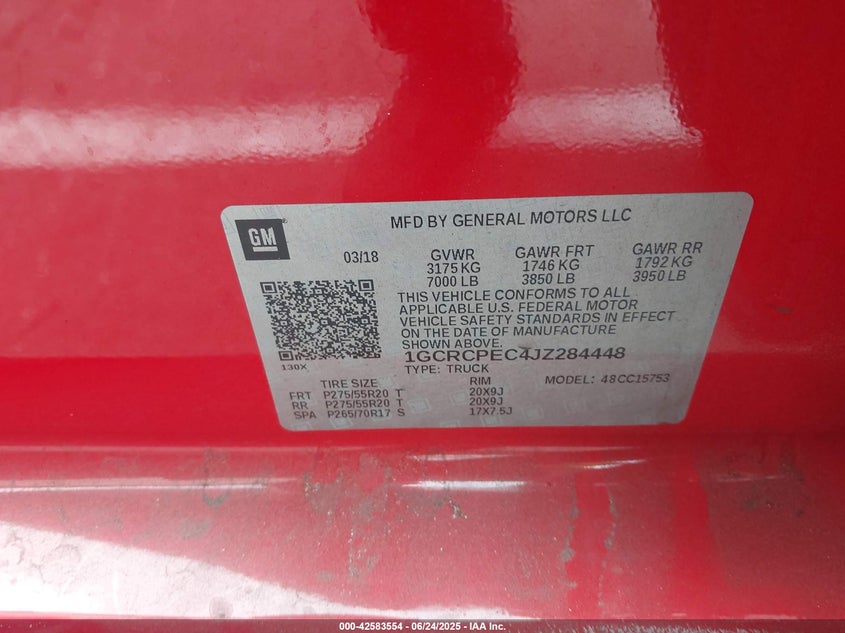 MFD BY GENERAL MOTORS LLC
GM
03/18
GVWR GAWR FRT GAWR RR
3175 KG 1746 KG 1792 KG
7000 LB 3850 LB 3950 LB
THIS VEHICLE CONFORMS TO ALL
APPLICABLE U.S. FEDERAL MOTOR
VEHICLE SAFETY STANDARDS IN EFFECT
ON THE DATE OF MANUFACTURE
SHOWN ABOVE.
130X
1GCRCPEC4JZ284448
TYPE: TRUCK
TIRE SIZE RIM MODEL: 48CC15753
FRT P275/55R20 T 20X9J
RR P275/55R20 T 20X9J
SPA P265/70R17 S 17X7.5J
000-42583554 - 06/24/2025 - IAA Inc.